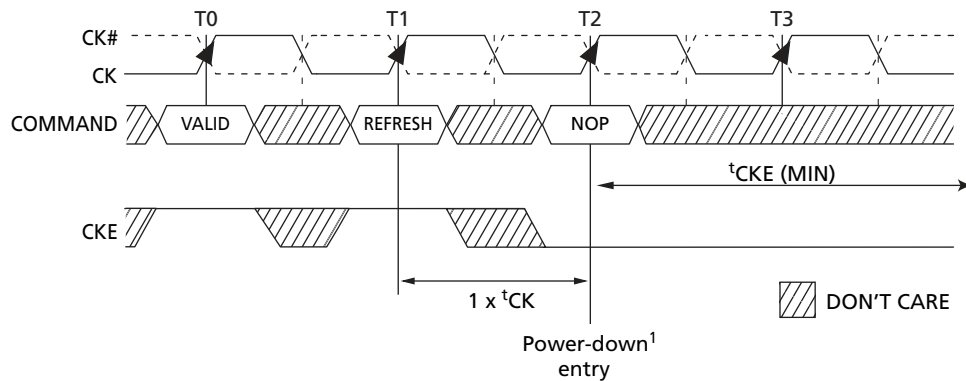 T0 T1 T2 T3
CK#
CK
COMMAND VALID REFRESH NOP
tCKE (MIN)
CKE
1 x tCK
DON'T CARE
Power-down1
entry